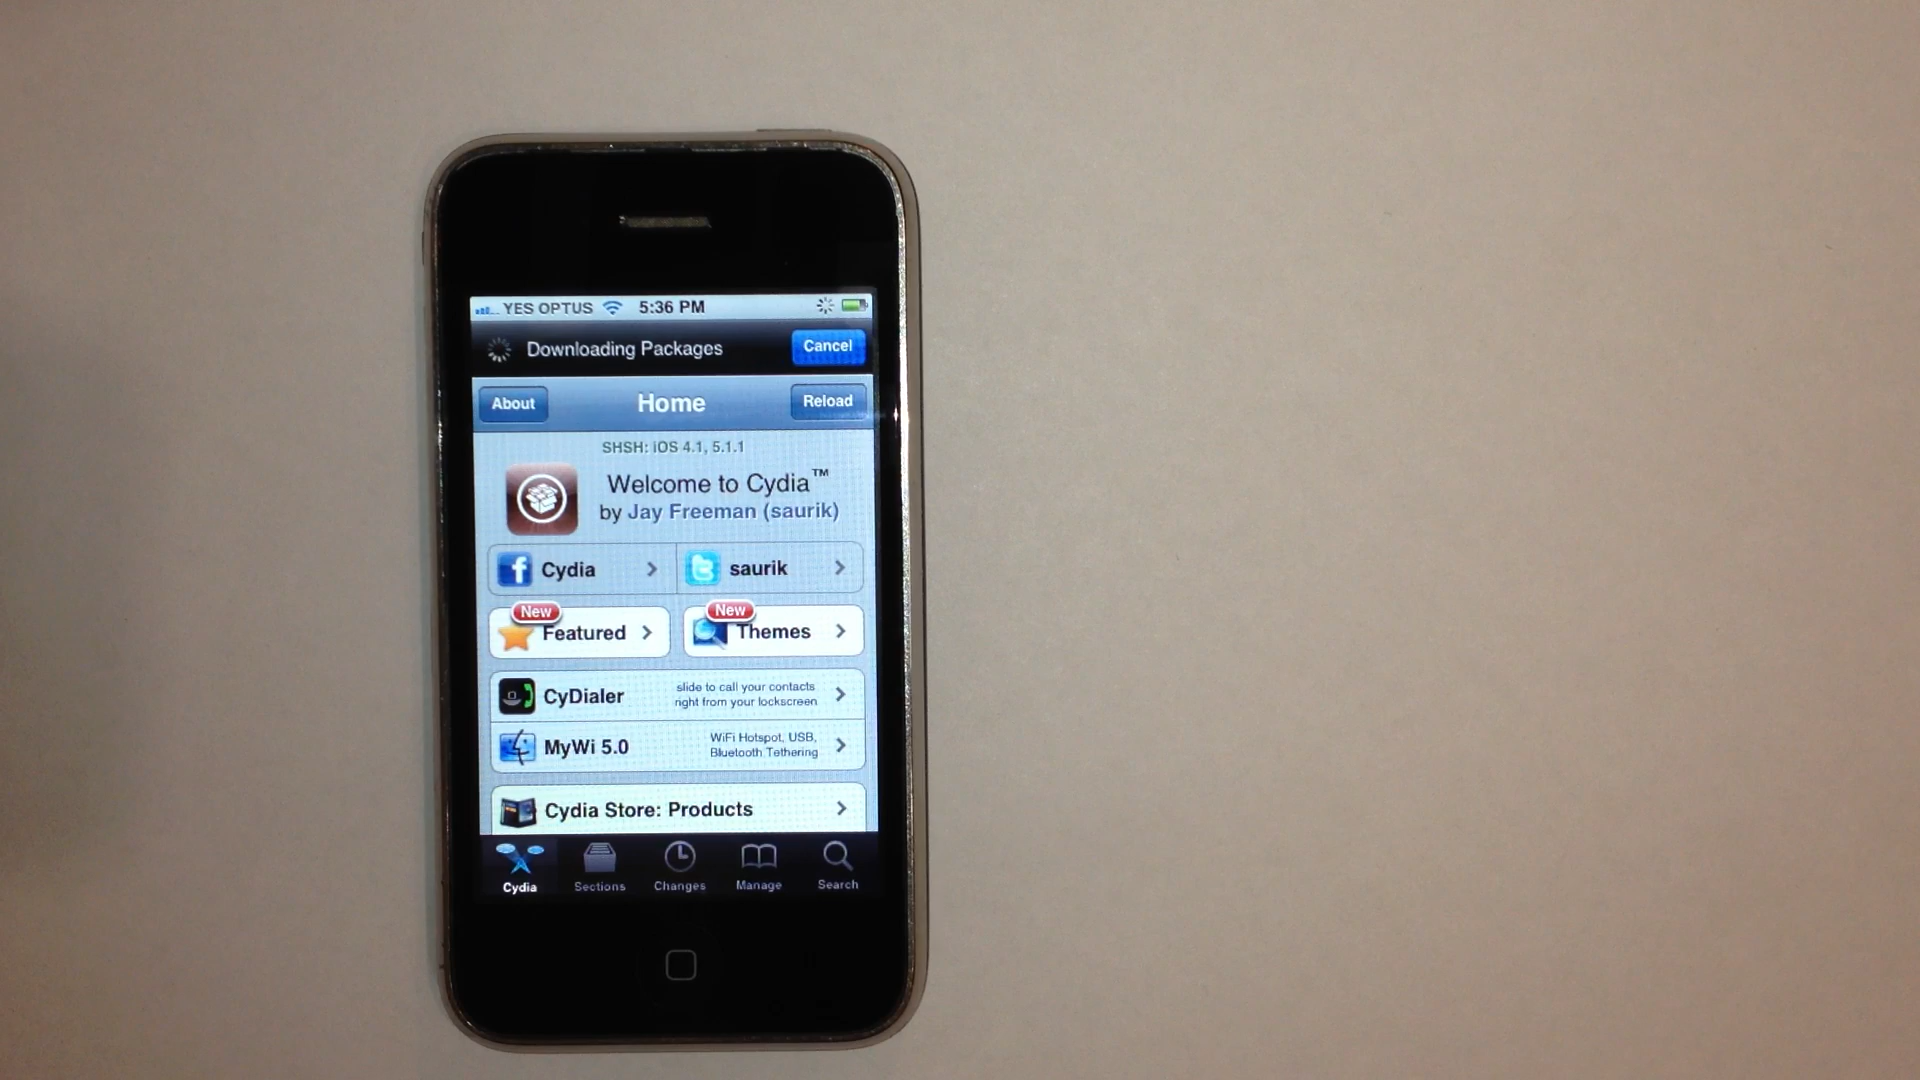 YES OPTUS 5:36 PM
Downloading Packages Cancel
About Home Reload
SHSH: iOS 4.1, 5.1.1
Welcome to Cydia™
by Jay Freeman (saurik)
Cydia saurik
New New
Featured Themes
CyDialer slide to call your contacts
right from your lockscreen
MyWi 5.0 WiFi Hotspot, USB,
Bluetooth Tethering
Cydia Store: Products
Cydia Sections Changes Manage Search